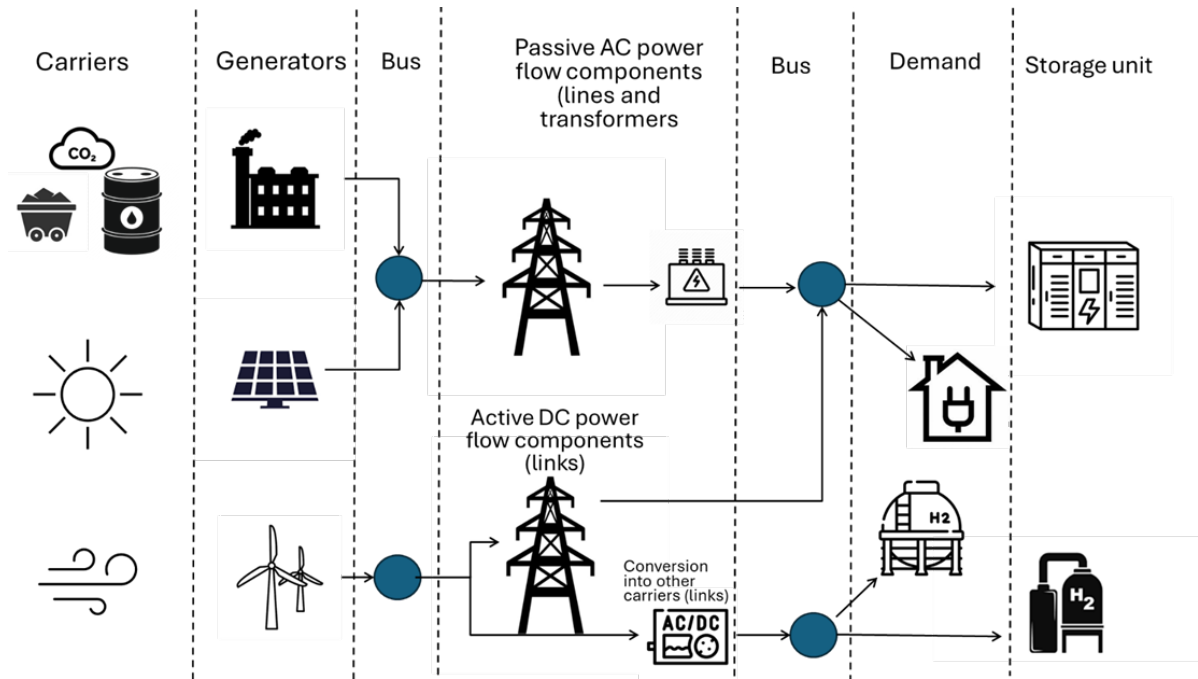 Carriers
Generators
Bus
Passive AC power
flow components
(lines and
transformers
Bus
Demand
Storage unit
CO₂
Active DC power
flow components
(links)
H2
Conversion
into other
carriers (links)
AC/DC
H₂